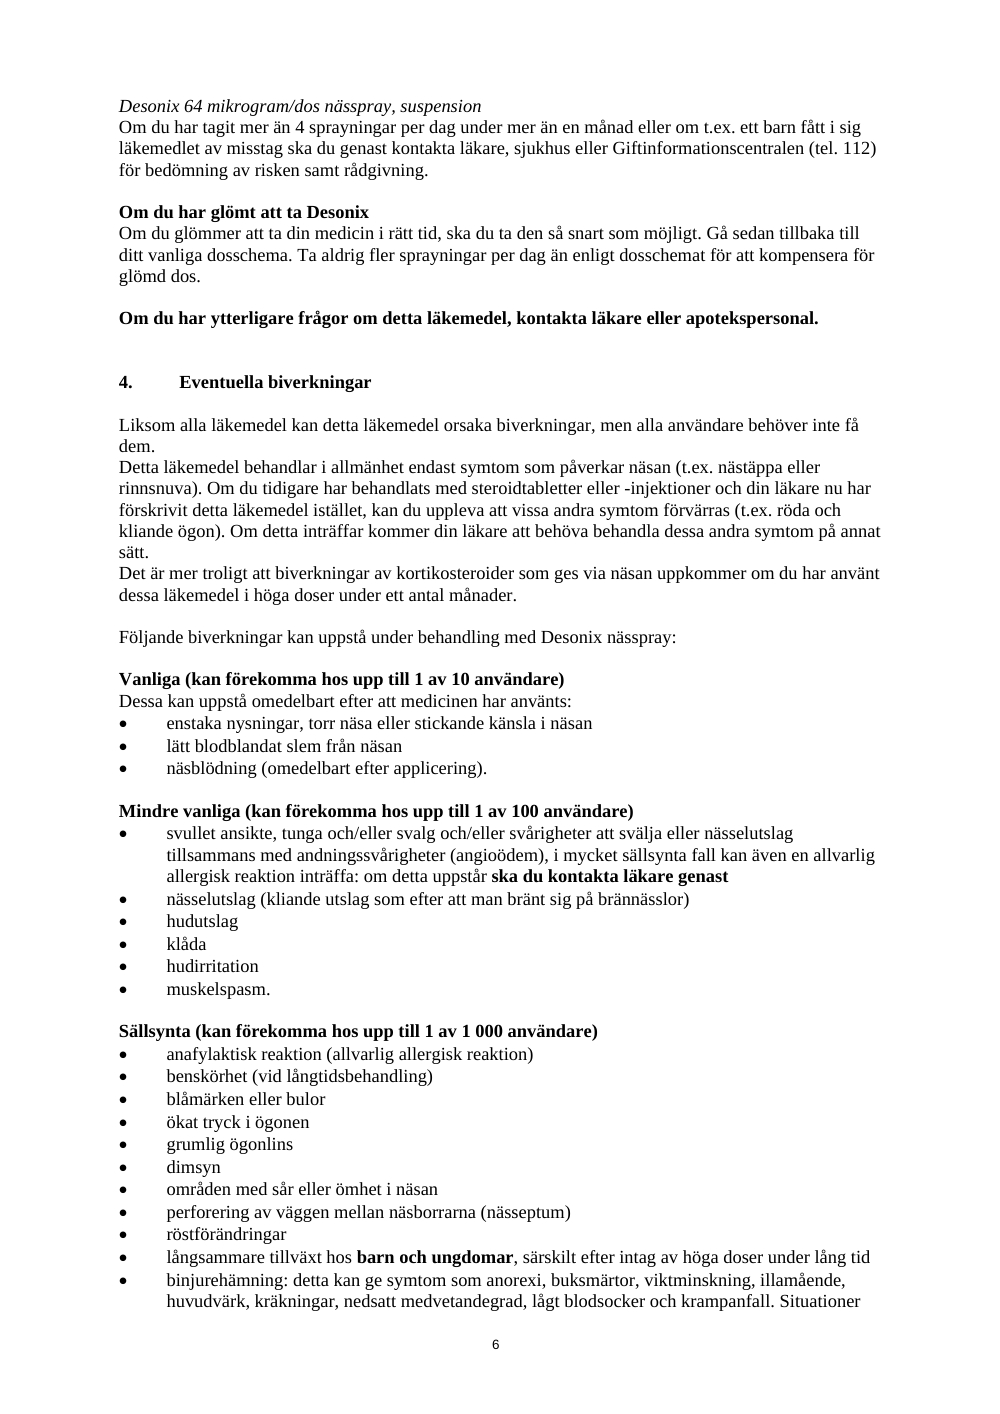 Desonix 64 mikrogram/dos nässpray, suspension
Om du har tagit mer än 4 sprayningar per dag under mer än en månad eller om t.ex. ett barn fått i sig
läkemedlet av misstag ska du genast kontakta läkare, sjukhus eller Giftinformationscentralen (tel. 112)
för bedömning av risken samt rådgivning.
Om du har glömt att ta Desonix
Om du glömmer att ta din medicin i rätt tid, ska du ta den så snart som möjligt. Gå sedan tillbaka till
ditt vanliga dosschema. Ta aldrig fler sprayningar per dag än enligt dosschemat för att kompensera för
glömd dos.
Om du har ytterligare frågor om detta läkemedel, kontakta läkare eller apotekspersonal.
4. Eventuella biverkningar
Liksom alla läkemedel kan detta läkemedel orsaka biverkningar, men alla användare behöver inte få
dem.
Detta läkemedel behandlar i allmänhet endast symtom som påverkar näsan (t.ex. nästäppa eller
rinnsnuva). Om du tidigare har behandlats med steroidtabletter eller -injektioner och din läkare nu har
förskrivit detta läkemedel istället, kan du uppleva att vissa andra symtom förvärras (t.ex. röda och
kliande ögon). Om detta inträffar kommer din läkare att behöva behandla dessa andra symtom på annat
sätt.
Det är mer troligt att biverkningar av kortikosteroider som ges via näsan uppkommer om du har använt
dessa läkemedel i höga doser under ett antal månader.
Följande biverkningar kan uppstå under behandling med Desonix nässpray:
Vanliga (kan förekomma hos upp till 1 av 10 användare)
Dessa kan uppstå omedelbart efter att medicinen har använts:
• enstaka nysningar, torr näsa eller stickande känsla i näsan
• lätt blodblandat slem från näsan
• näsblödning (omedelbart efter applicering).
Mindre vanliga (kan förekomma hos upp till 1 av 100 användare)
• svullet ansikte, tunga och/eller svalg och/eller svårigheter att svälja eller nässelutslag
tillsammans med andningssvårigheter (angioödem), i mycket sällsynta fall kan även en allvarlig
allergisk reaktion inträffa: om detta uppstår ska du kontakta läkare genast
• nässelutslag (kliande utslag som efter att man bränt sig på brännässlor)
• hudutslag
• klåda
• hudirritation
• muskelspasm.
Sällsynta (kan förekomma hos upp till 1 av 1 000 användare)
• anafylaktisk reaktion (allvarlig allergisk reaktion)
• benskörhet (vid långtidsbehandling)
• blåmärken eller bulor
• ökat tryck i ögonen
• grumlig ögonlins
• dimsyn
• områden med sår eller ömhet i näsan
• perforering av väggen mellan näsborrarna (nässeptum)
• röstförändringar
• långsammare tillväxt hos barn och ungdomar, särskilt efter intag av höga doser under lång tid
• binjurehämning: detta kan ge symtom som anorexi, buksmärtor, viktminskning, illamående,
huvudvärk, kräkningar, nedsatt medvetandegrad, lågt blodsocker och krampanfall. Situationer
6